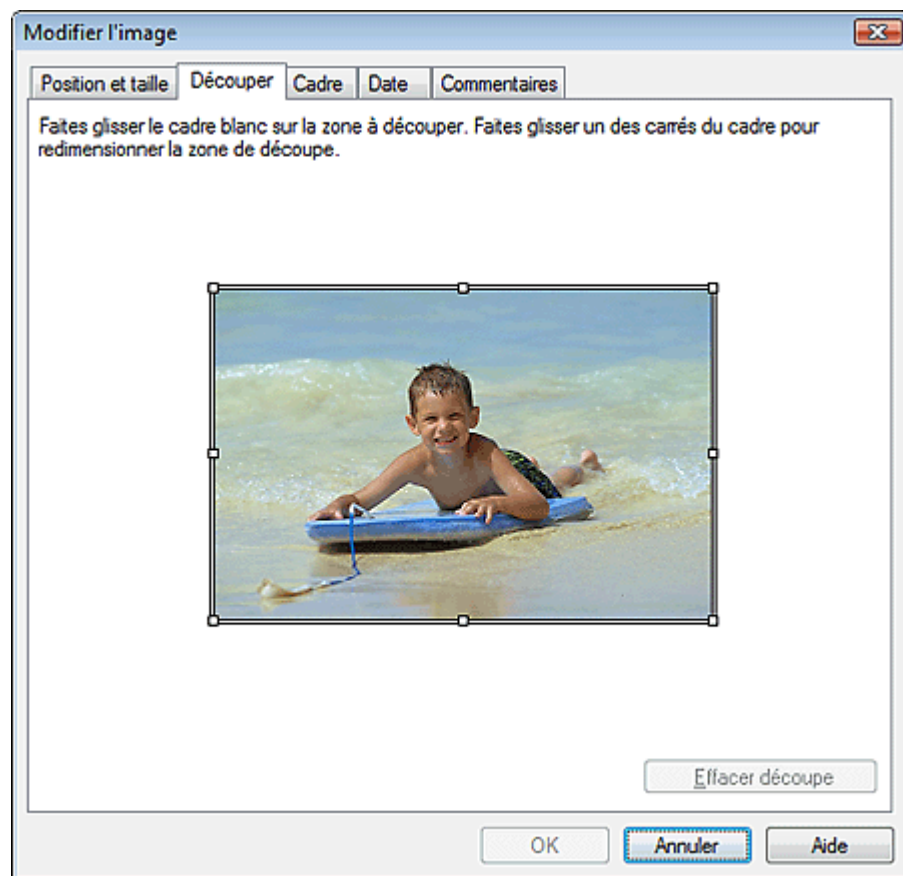 Modifier l'image
Position et taille
Découper
Cadre
Date
Commentaires
Faites glisser le cadre blanc sur la zone à découper. Faites glisser un des carrés du cadre pour
redimensionner la zone de découpe.
Effacer découpe
OK
Annuler
Aide